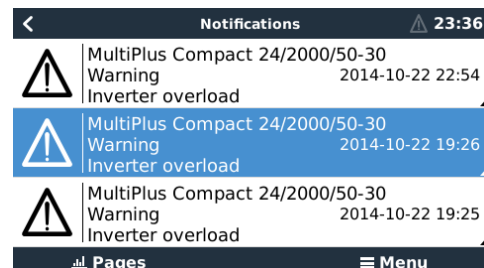 Notifications 23:36
MultiPlus Compact 24/2000/50-30
Warning 2014-10-22 22:54
Inverter overload
MultiPlus Compact 24/2000/50-30
Warning 2014-10-22 19:26
Inverter overload
MultiPlus Compact 24/2000/50-30
Warning 2014-10-22 19:25
Inverter overload
Pages Menu